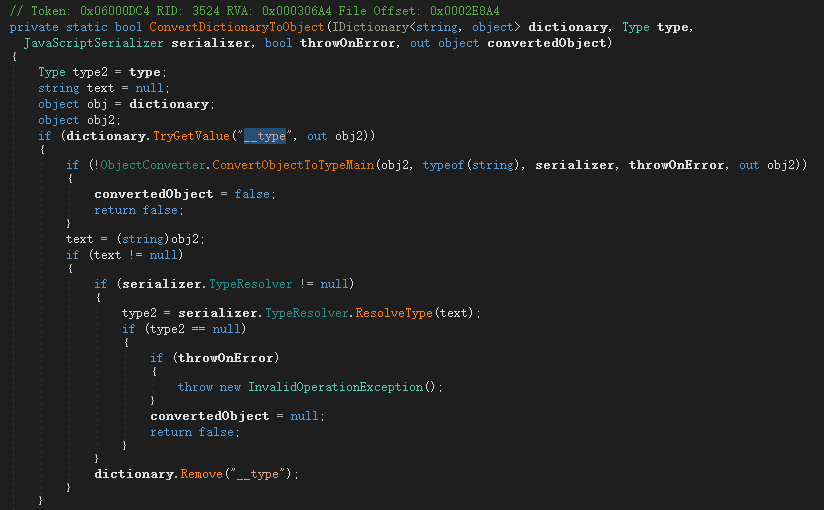 // Token: 0x06000DC4 RID: 3524 RVA: 0x000306A4 File Offset: 0x0002E8A4
private static bool ConvertDictionaryToObject(IDictionary<string, object> dictionary, Type type,
JavaScriptSerializer serializer, bool throwOnError, out object convertedObject)
{
Type type2 = type;
string text = null;
object obj = dictionary;
object obj2;
if (dictionary.TryGetValue("__type", out obj2))
{
if (!ObjectConverter.ConvertObjectToTypeMain(obj2, typeof(string), serializer, throwOnError, out obj2))
{
convertedObject = false;
return false;
}
text = (string)obj2;
if (text != null)
{
if (serializer.TypeResolver != null)
{
type2 = serializer.TypeResolver.ResolveType(text);
if (type2 == null)
{
if (throwOnError)
{
throw new InvalidOperationException();
}
convertedObject = null;
return false;
}
}
dictionary.Remove("__type");
}
}